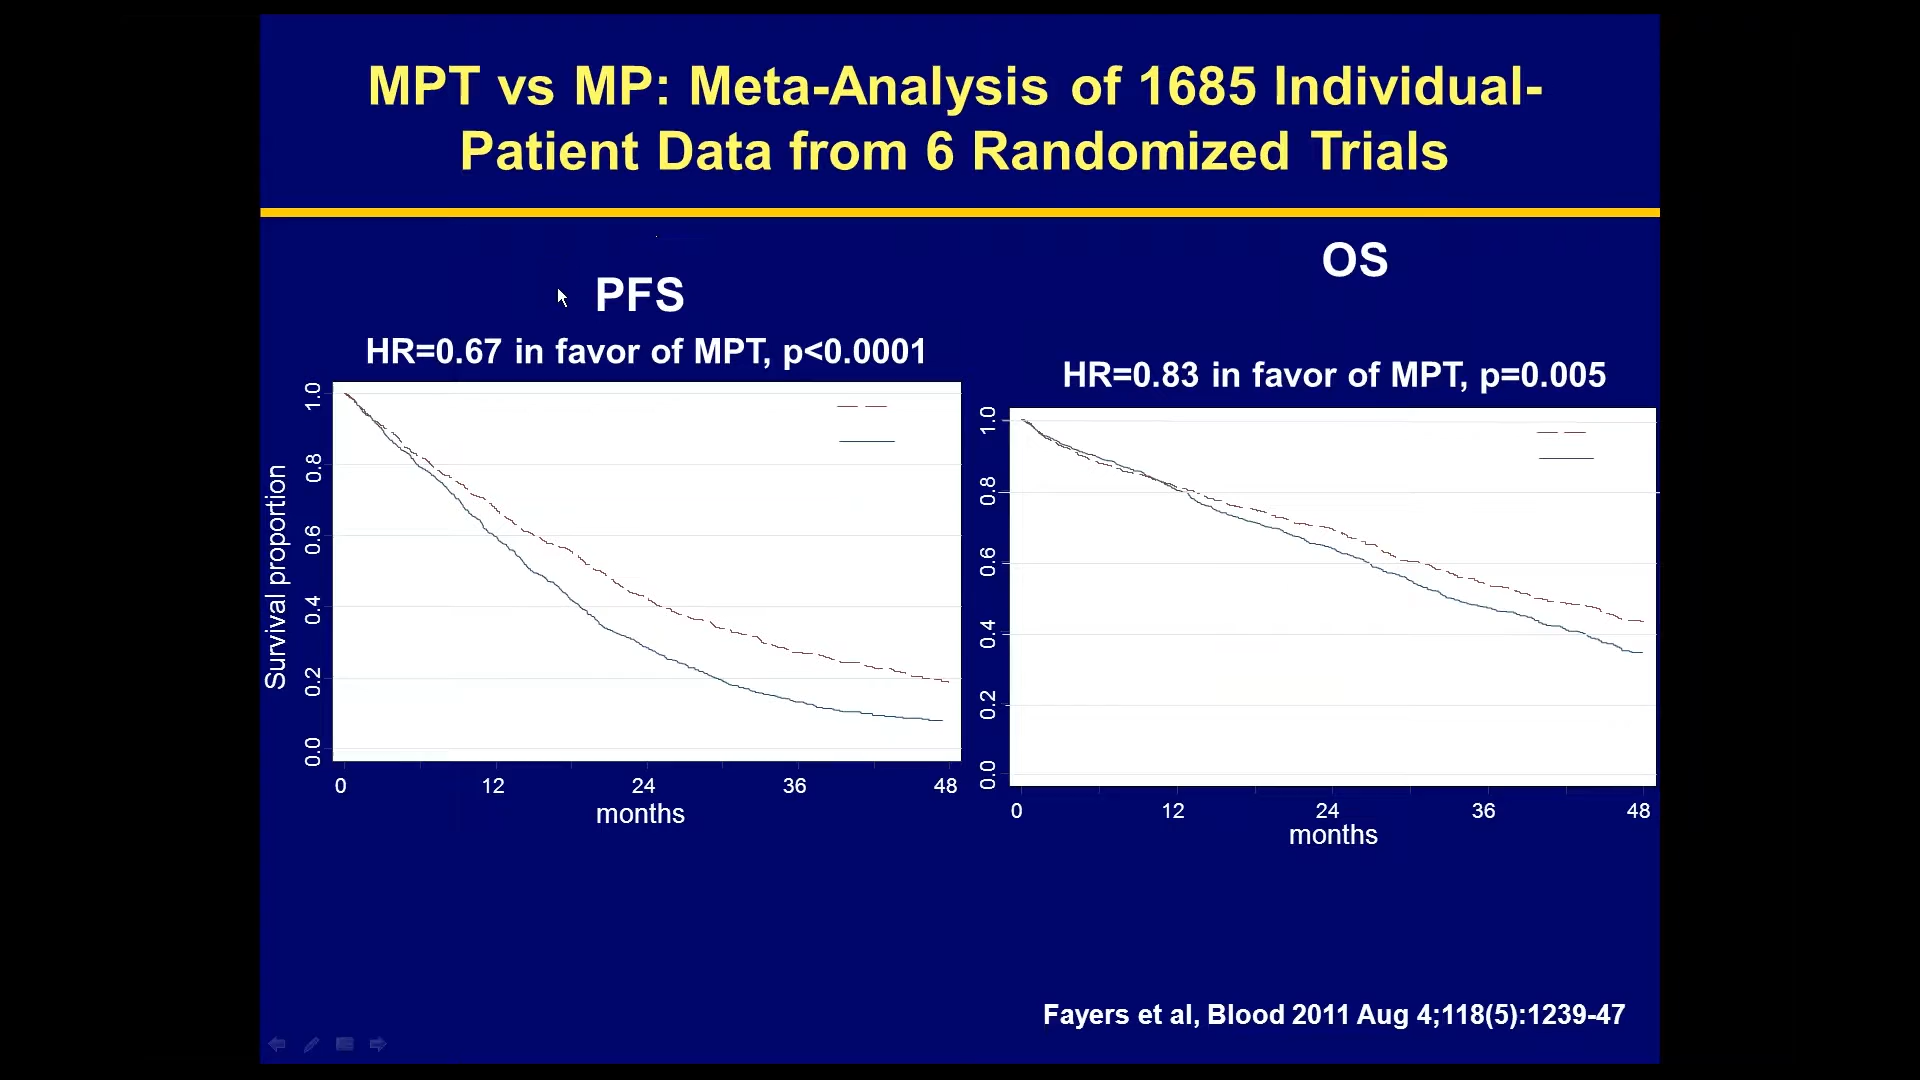 MPT vs MP: Meta-Analysis of 1685 Individual-
Patient Data from 6 Randomized Trials
PFS
HR=0.67 in favor of MPT, p<0.0001
Survival proportion
1.0
0.8
0.6
0.4
0.2
0.0
0 12 24 36 48
months
OS
HR=0.83 in favor of MPT, p=0.005
1.0
0.8
0.6
0.4
0.2
0.0
0 12 24 36 48
months
Fayers et al, Blood 2011 Aug 4;118(5):1239-47